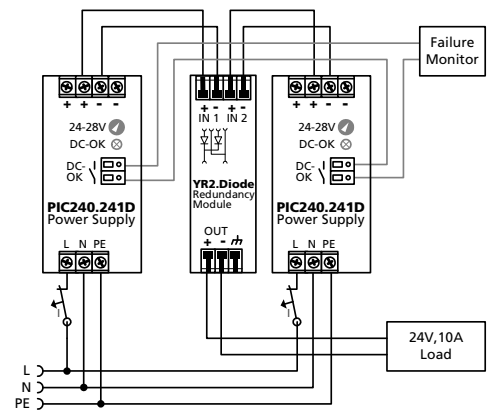 Failure
Monitor
+ + - -
24-28V
DC-OK
DC-
OK
PIC240.241D
Power Supply
L N PE
+ - + -
IN 1 IN 2
YR2.Diode
Redundancy
Module
OUT
+ -
+ + - -
24-28V
DC-OK
DC-
OK
PIC240.241D
Power Supply
L N PE
I
I
24V,10A
Load
L
N
PE